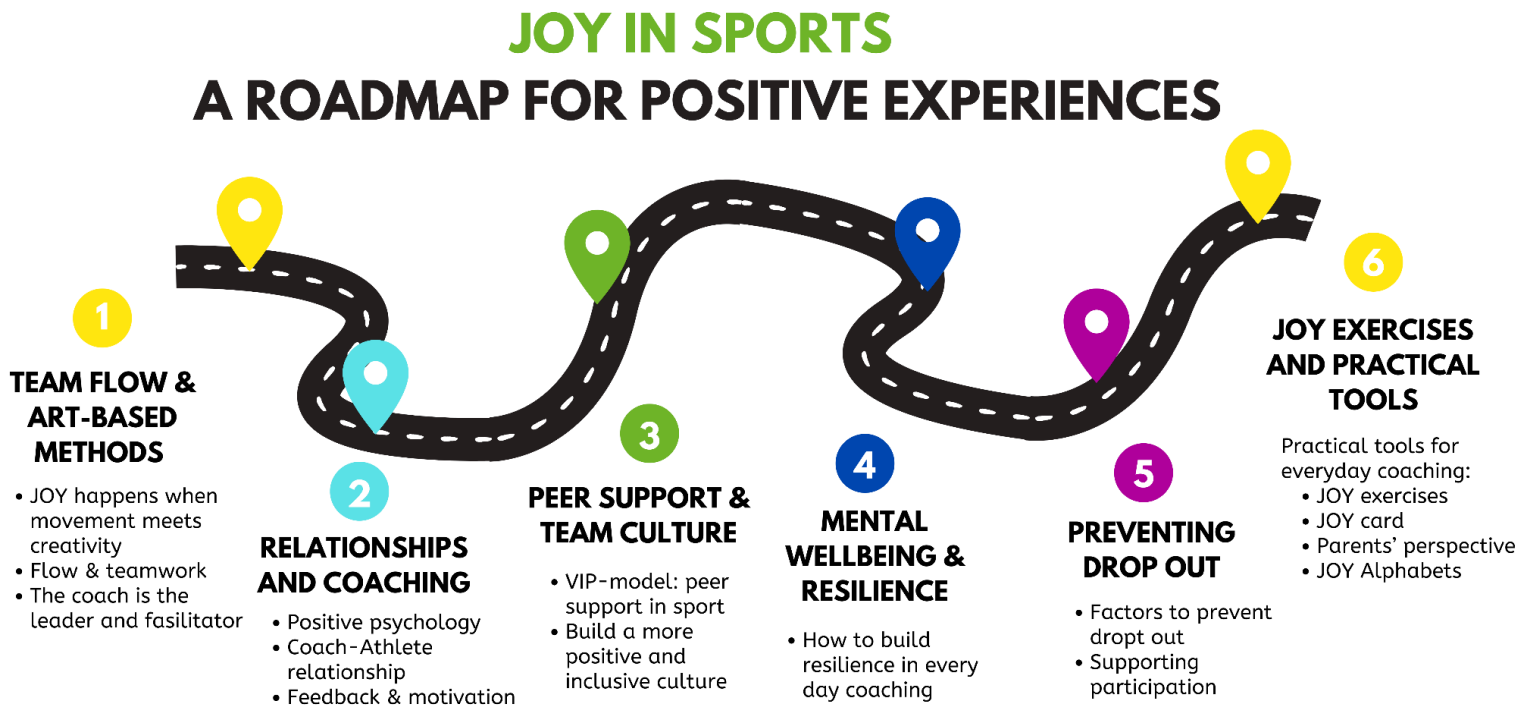 JOY IN SPORTS
A ROADMAP FOR POSITIVE EXPERIENCES
1
TEAM FLOW &
ART-BASED
METHODS
• JOY happens when
movement meets
creativity
• Flow & teamwork
• The coach is the
leader and fasilitator
2
RELATIONSHIPS
AND COACHING
• Positive psychology
• Coach-Athlete
relationship
• Feedback & motivation
3
PEER SUPPORT &
TEAM CULTURE
• VIP-model: peer
support in sport
• Build a more
positive and
inclusive culture
4
MENTAL
WELLBEING &
RESILIENCE
• How to build
resilience in every
day coaching
5
PREVENTING
DROP OUT
• Factors to prevent
dropt out
• Supporting
participation
6
JOY EXERCISES
AND PRACTICAL
TOOLS
Practical tools for
everyday coaching:
• JOY exercises
• JOY card
• Parents' perspective
• JOY Alphabets